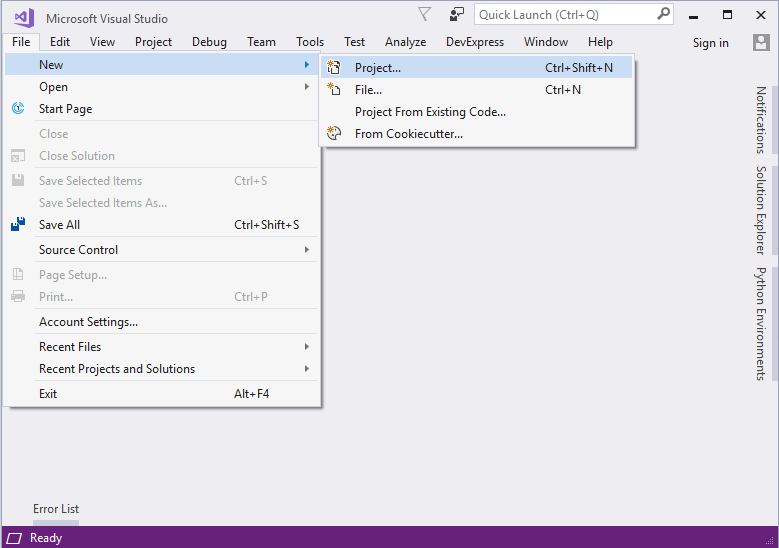 Microsoft Visual Studio
Quick Launch (Ctrl+Q)
File Edit View Project Debug Team Tools Test Analyze DevExpress Window Help Sign in
New
Open
Start Page
Close
Close Solution
Save Selected Items Ctrl+S
Save Selected Items As...
Save All Ctrl+Shift+S
Source Control
Page Setup...
Print... Ctrl+P
Account Settings...
Recent Files
Recent Projects and Solutions
Exit Alt+F4
Project... Ctrl+Shift+N
File... Ctrl+N
Project From Existing Code...
From Cookiecutter...
Notifications
Solution Explorer
Python Environments
Error List
Ready